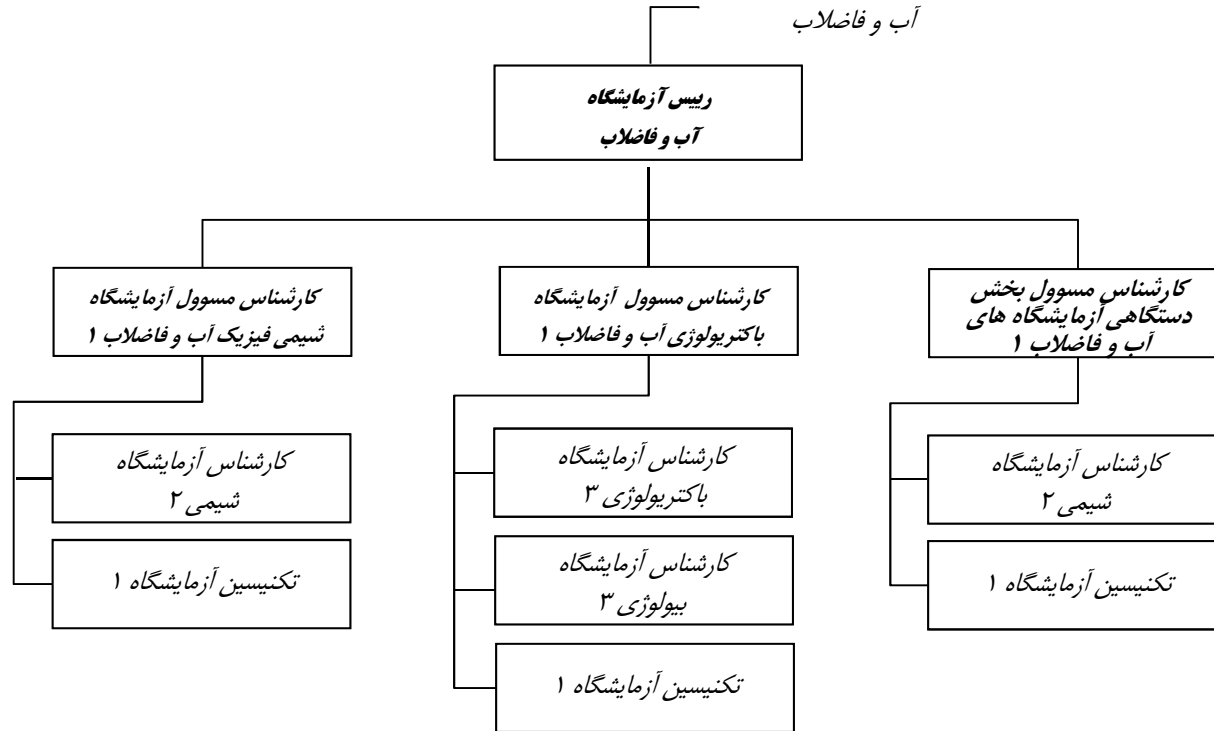 آب و فاضلاب
رییس آزمایشگاه
آب و فاضلاب
کارشناس مسوول بخش
دستگاهی آزمایشگاه های
آب و فاضلاب ۱
کارشناس مسوول آزمایشگاه
باکتریولوژی آب و فاضلاب ۱
کارشناس مسوول آزمایشگاه
شیمی فیزیک آب و فاضلاب ۱
کارشناس آزمایشگاه
شیمی ۲
تکنیسین آزمایشگاه ۱
کارشناس آزمایشگاه
باکتریولوژی ۳
کارشناس آزمایشگاه
بیولوژی ۳
تکنیسین آزمایشگاه ۱
کارشناس آزمایشگاه
شیمی ۲
تکنیسین آزمایشگاه ۱